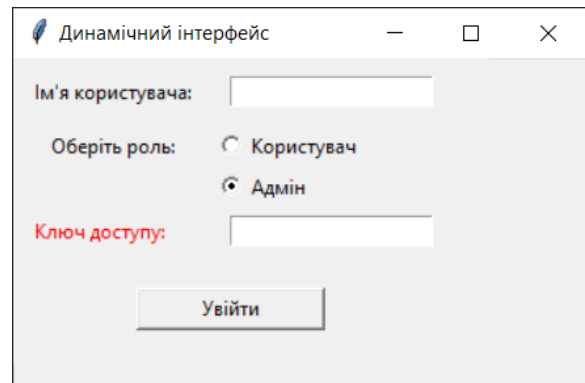 Динамічний інтерфейс
Ім'я користувача:
Оберіть роль:
Користувач
Адмін
Ключ доступу:
Увійти